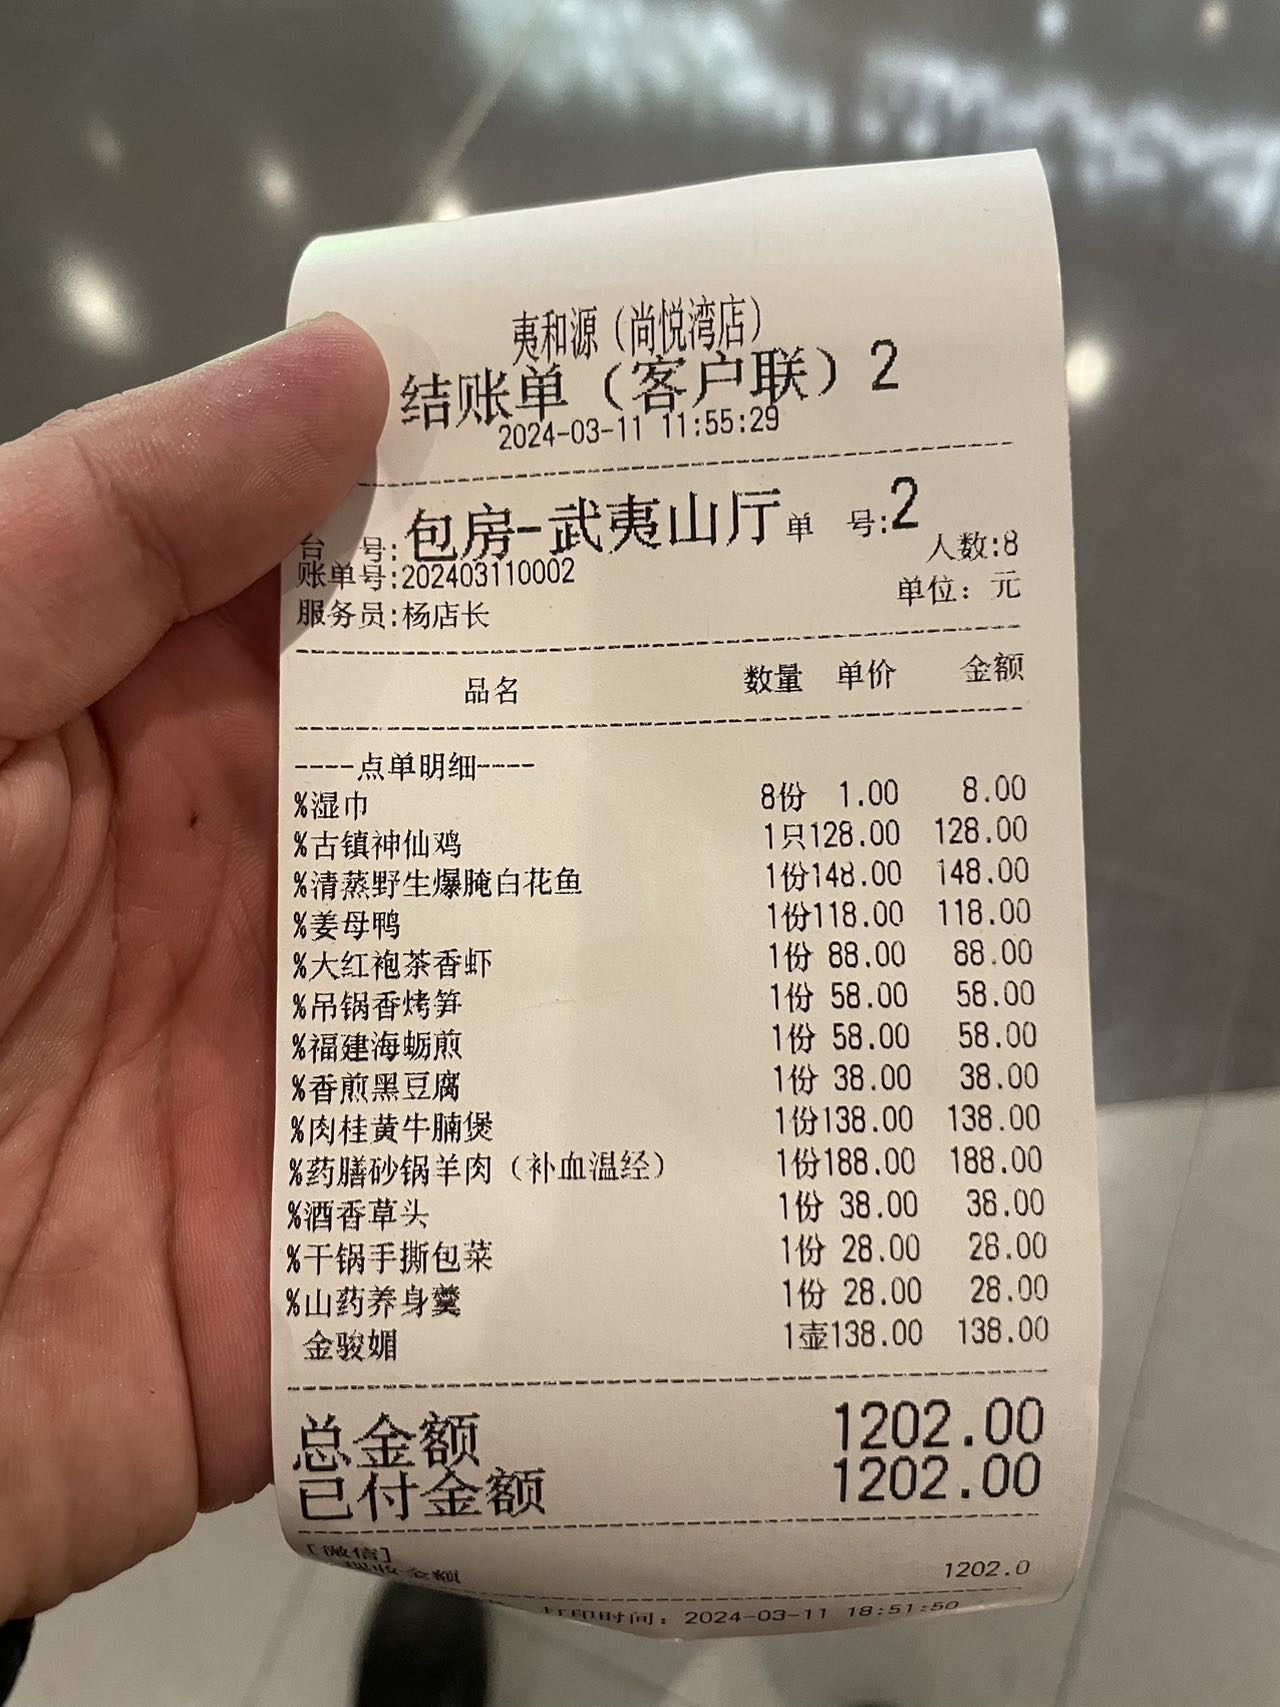 夷和源（尚悦湾店）
结账单（客户联）2
2024-03-11 11:55:29
台 号:包房-武夷山厅 单 号:2
账单号:202403110002 人数:8
服务员:杨店长 单位：元
品名 数量 单价 金额
----点单明细----
%湿巾 8份 1.00 8.00
%古镇神仙鸡 1只128.00 128.00
%清蒸野生爆腌白花鱼 1份148.00 148.00
%姜母鸭 1份118.00 118.00
%大红袍茶香虾 1份 88.00 88.00
%吊锅香烤笋 1份 58.00 58.00
%福建海蛎煎 1份 58.00 58.00
%香煎黑豆腐 1份 38.00 38.00
%肉桂黄牛腩煲 1份138.00 138.00
%药膳砂锅羊肉（补血温经） 1份188.00 188.00
%酒香草头 1份 38.00 38.00
%干锅手撕包菜 1份 28.00 28.00
%山药养身羹 1份 28.00 28.00
金骏媚 1壶138.00 138.00
总金额 1202.00
已付金额 1202.00
[微信]
金额 1202.0
打印时间：2024-03-11 18:51:50